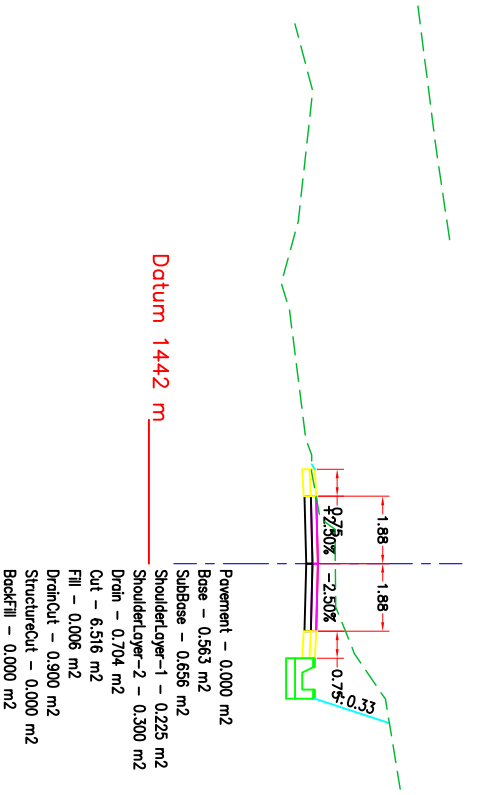 Datum 1442 m
1.88
1.88
0.75
+2.50%
-2.50%
0.75
:0.33
Pavement - 0.000 m2
Base - 0.563 m2
SubBase - 0.656 m2
ShoulderLayer-1 - 0.225 m2
ShoulderLayer-2 - 0.300 m2
Drain - 0.704 m2
Cut - 6.516 m2
Fill - 0.006 m2
DrainCut - 0.900 m2
StructureCut - 0.000 m2
BackFill - 0.000 m2